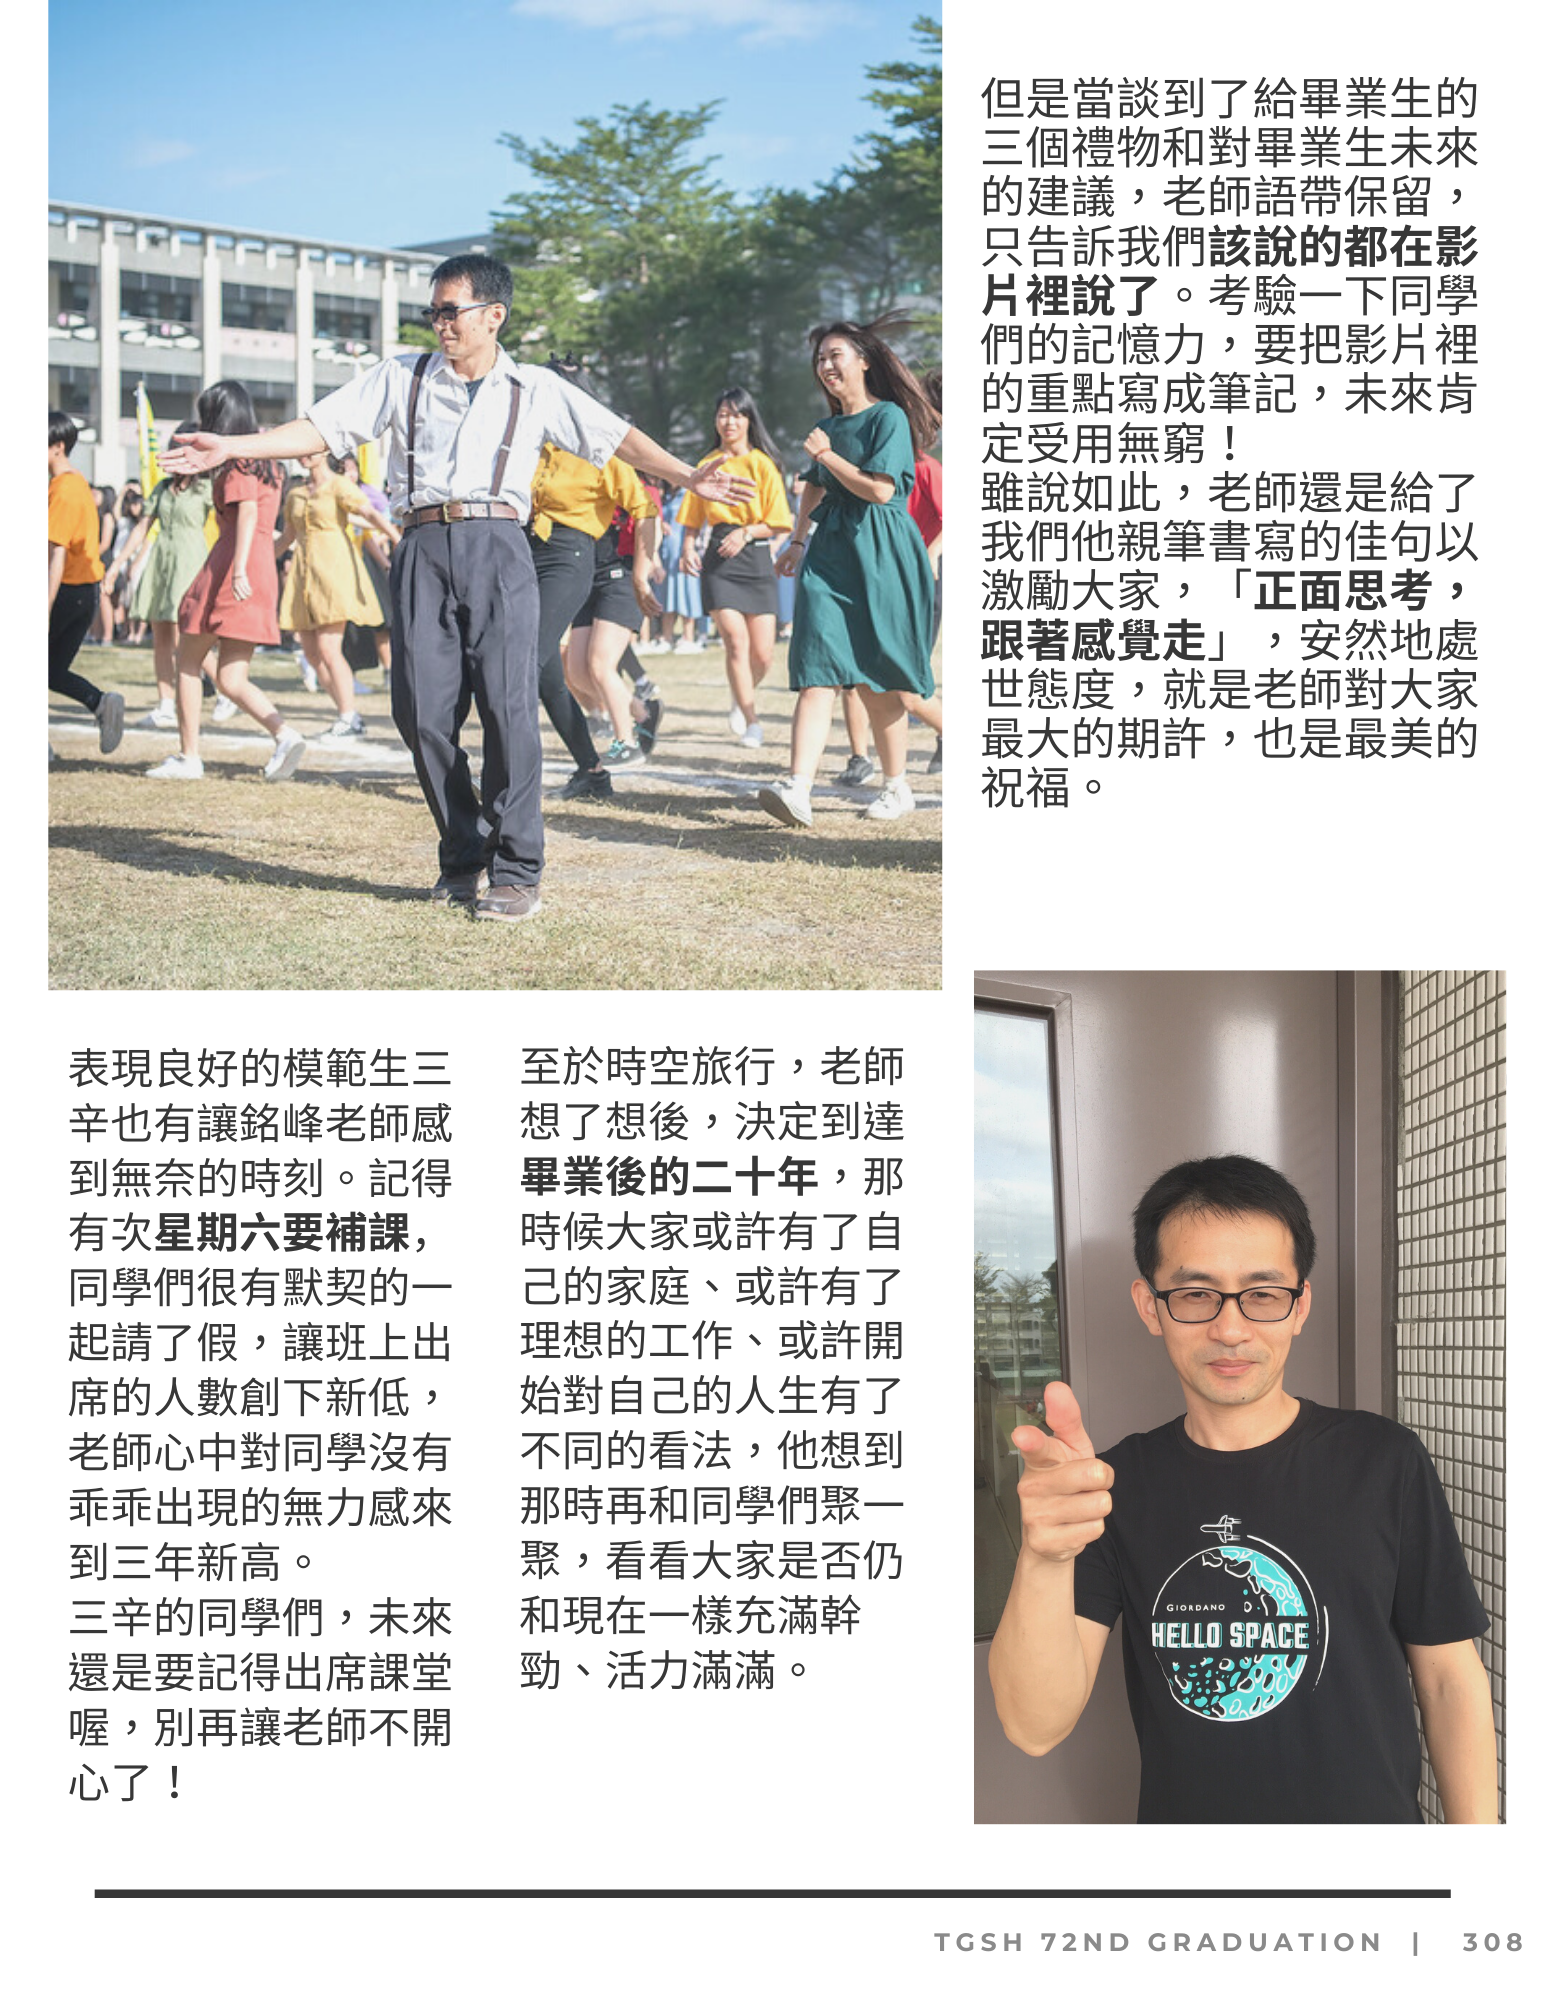 表現良好的模範生三
辛也有讓銘峰老師感
到無奈的時刻。記得
有次星期六要補課，
同學們很有默契的一
起請了假，讓班上出
席的人數創下新低，
老師心中對同學沒有
乖乖出現的無力感來
到三年新高。
三辛的同學們，未來
還是要記得出席課堂
喔，別再讓老師不開
心了！
至於時空旅行，老師
想了想後，決定到達
畢業後的二十年，那
時候大家或許有了自
己的家庭、或許有了
理想的工作、或許開
始對自己的人生有了
不同的看法，他想到
那時再和同學們聚一
聚，看看大家是否仍
和現在一樣充滿幹
勁、活力滿滿。
但是當談到了給畢業生的
三個禮物和對畢業生未來
的建議，老師語帶保留，
只告訴我們該說的都在影
片裡說了。考驗一下同學
們的記憶力，要把影片裡
的重點寫成筆記，未來肯
定受用無窮！
雖說如此，老師還是給了
我們他親筆書寫的佳句以
激勵大家，「正面思考，
跟著感覺走」，安然地處
世態度，就是老師對大家
最大的期許，也是最美的
祝福。
GIORDANO
HELLO SPACE
TGSH 72ND GRADUATION | 308